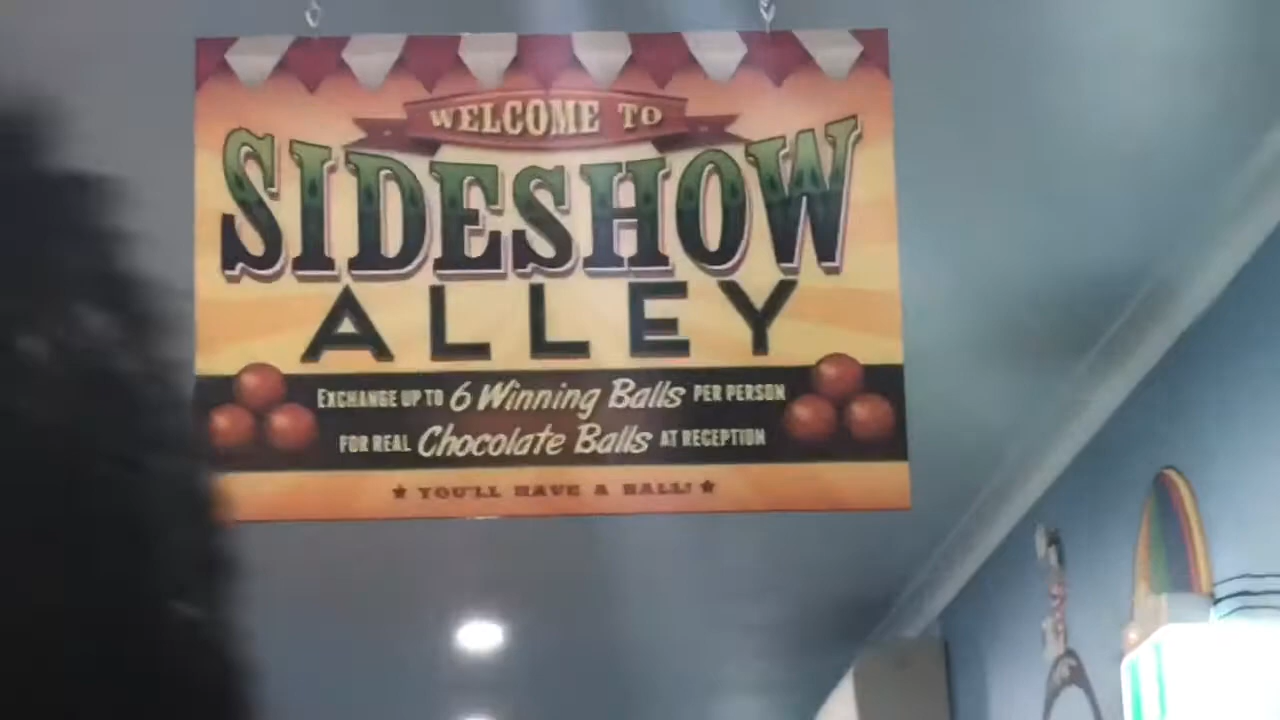 WELCOME TO
SIDESHOW
ALLEY
EXCHANGE UP TO 6 Winning Balls PER PERSON
FOR REAL Chocolate Balls AT RECEPTION
★ YOU'LL HAVE A BALL! ★